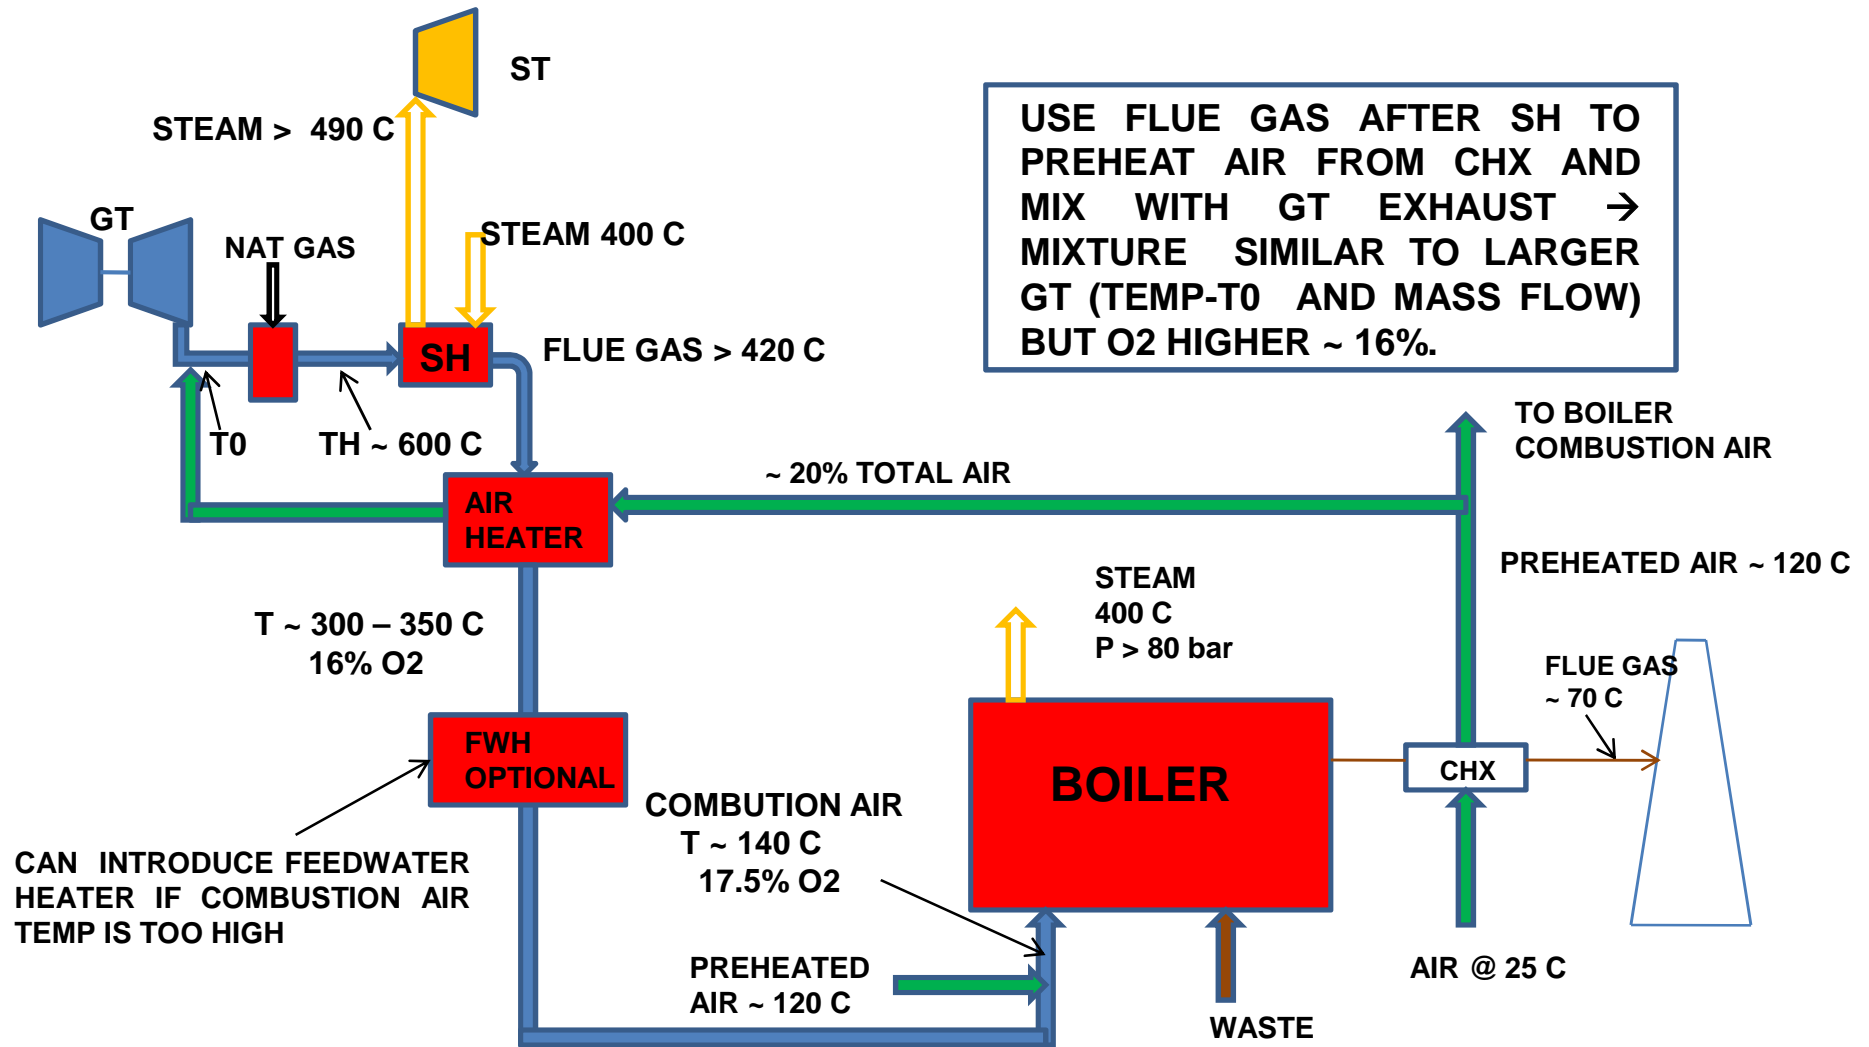 ST
STEAM > 490 C
USE FLUE GAS AFTER SH TO
PREHEAT AIR FROM CHX AND
MIX WITH GT EXHAUST →
MIXTURE SIMILAR TO LARGER
GT (TEMP-T0 AND MASS FLOW)
BUT O2 HIGHER ~ 16%.
GT
NAT GAS
STEAM 400 C
SH
FLUE GAS > 420 C
T0
TH ~ 600 C
TO BOILER
COMBUSTION AIR
~ 20% TOTAL AIR
AIR
HEATER
PREHEATED AIR ~ 120 C
STEAM
400 C
P > 80 bar
T ~ 300 – 350 C
16% O2
FLUE GAS
~ 70 C
FWH
OPTIONAL
BOILER
CHX
COMBUTION AIR
T ~ 140 C
17.5% O2
CAN INTRODUCE FEEDWATER
HEATER IF COMBUSTION AIR
TEMP IS TOO HIGH
PREHEATED
AIR ~ 120 C
AIR @ 25 C
WASTE